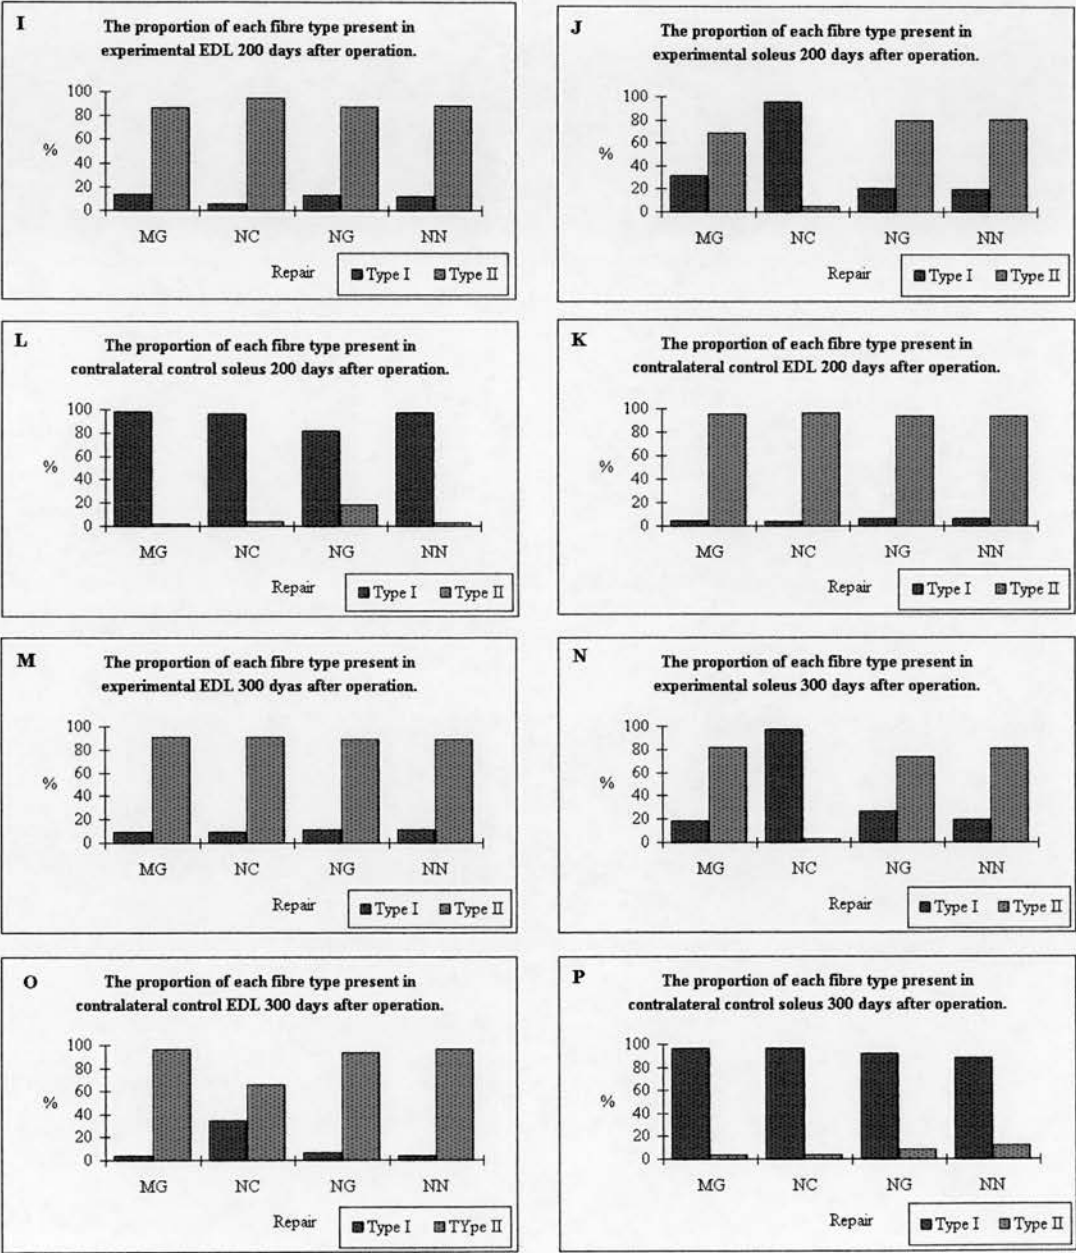 I
The proportion of each fibre type present in
experimental EDL 200 days after operation.
100
80
60
%
40
20
0
MG NC NG NN
Repair
Type I Type II
J
The proportion of each fibre type present in
experimental soleus 200 days after operation.
100
80
60
%
40
20
0
MG NC NG NN
Repair
Type I Type II
L
The proportion of each fibre type present in
contralateral control soleus 200 days after operation.
100
80
60
%
40
20
0
MG NC NG NN
Repair
Type I Type II
K
The proportion of each fibre type present in
contralateral control EDL 200 days after operation.
100
80
60
%
40
20
0
MG NC NG NN
Repair
Type I Type II
M
The proportion of each fibre type present in
experimental EDL 300 dyas after operation.
100
80
60
%
40
20
0
MG NC NG NN
Repair
Type I Type II
N
The proportion of each fibre type present in
experimental soleus 300 days after operation.
100
80
60
%
40
20
0
MG NC NG NN
Repair
Type I Type II
O
The proportion of each fibre type present in
contralateral control EDL 300 days after operation.
100
80
60
%
40
20
0
MG NC NG NN
Repair
Type I TYpe II
P
The proportion of each fibre type present in
contralateral control soleus 300 days after operation.
100
80
60
%
40
20
0
MG NC NG NN
Repair
Type I Type II